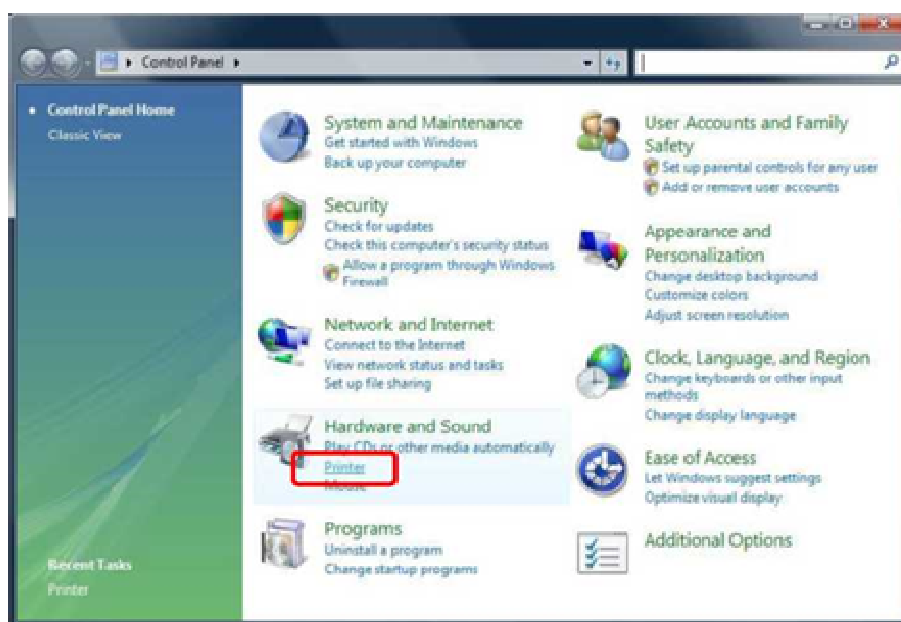 Control Panel
Control Panel Home
Classic View
Recent Tasks
Printer
System and Maintenance
Get started with Windows
Back up your computer
Security
Check for updates
Check this computer's security status
Allow a program through Windows
Firewall
Network and Internet
Connect to the Internet
View network status and tasks
Set up file sharing
Hardware and Sound
Play CDs or other media automatically
Printer
Mouse
Programs
Uninstall a program
Change startup programs
User Accounts and Family
Safety
Set up parental controls for any user
Add or remove user accounts
Appearance and
Personalization
Change desktop background
Customize colors
Adjust screen resolution
Clock, Language, and Region
Change keyboards or other input
methods
Change display language
Ease of Access
Let Windows suggest settings
Optimize visual display
Additional Options